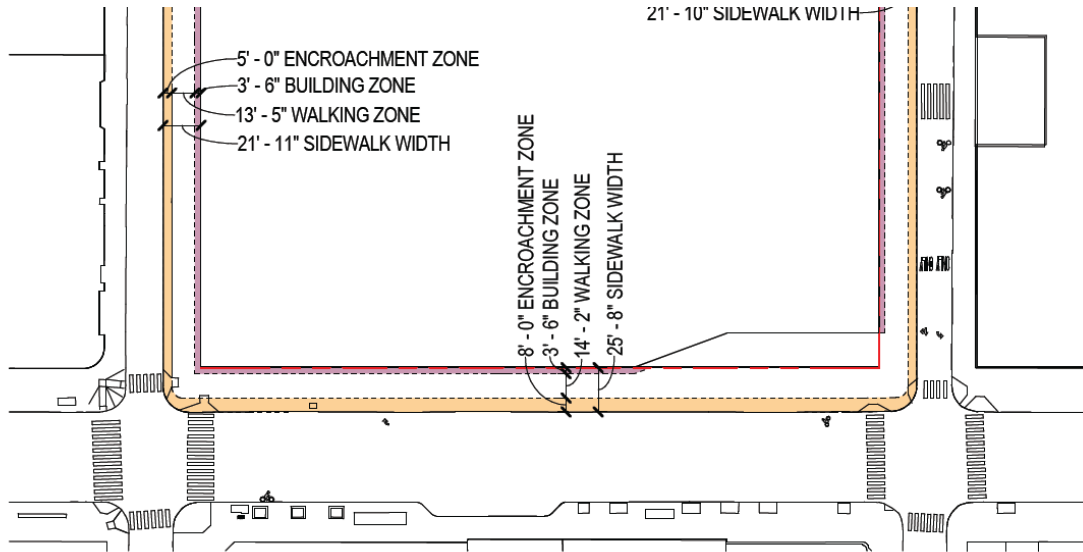 21' - 10" SIDEWALK WIDTH
5' - 0" ENCROACHMENT ZONE
3' - 6" BUILDING ZONE
13' - 5" WALKING ZONE
21' - 11" SIDEWALK WIDTH
8' - 0" ENCROACHMENT ZONE
3' - 6" BUILDING ZONE
14' - 2" WALKING ZONE
25' - 8" SIDEWALK WIDTH